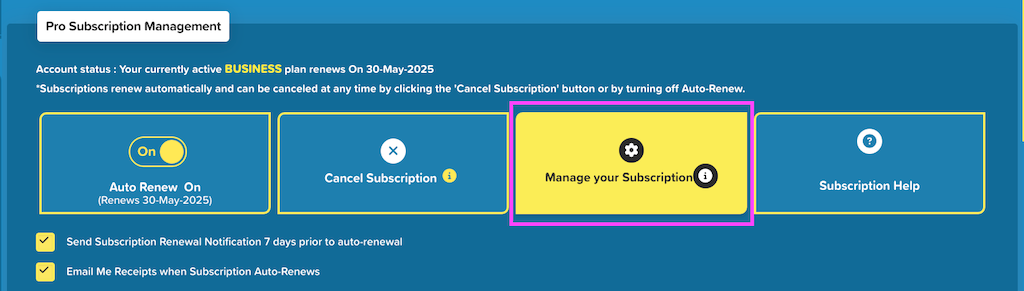 Pro Subscription Management
Account status : Your currently active BUSINESS plan renews On 30-May-2025
*Subscriptions renew automatically and can be canceled at any time by clicking the 'Cancel Subscription' button or by turning off Auto-Renew.
On
Auto Renew On
(Renews 30-May-2025)
Cancel Subscription
Manage your Subscription
Subscription Help
Send Subscription Renewal Notification 7 days prior to auto-renewal
Email Me Receipts when Subscription Auto-Renews